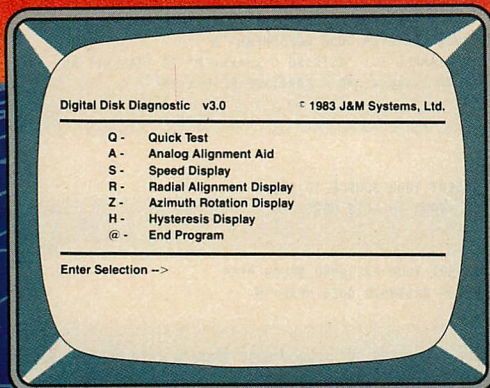 Digital Disk Diagnostic v3.0 © 1983 J&M Systems, Ltd.
Q - Quick Test
A - Analog Alignment Aid
S - Speed Display
R - Radial Alignment Display
Z - Azimuth Rotation Display
H - Hysteresis Display
@ - End Program
Enter Selection -->